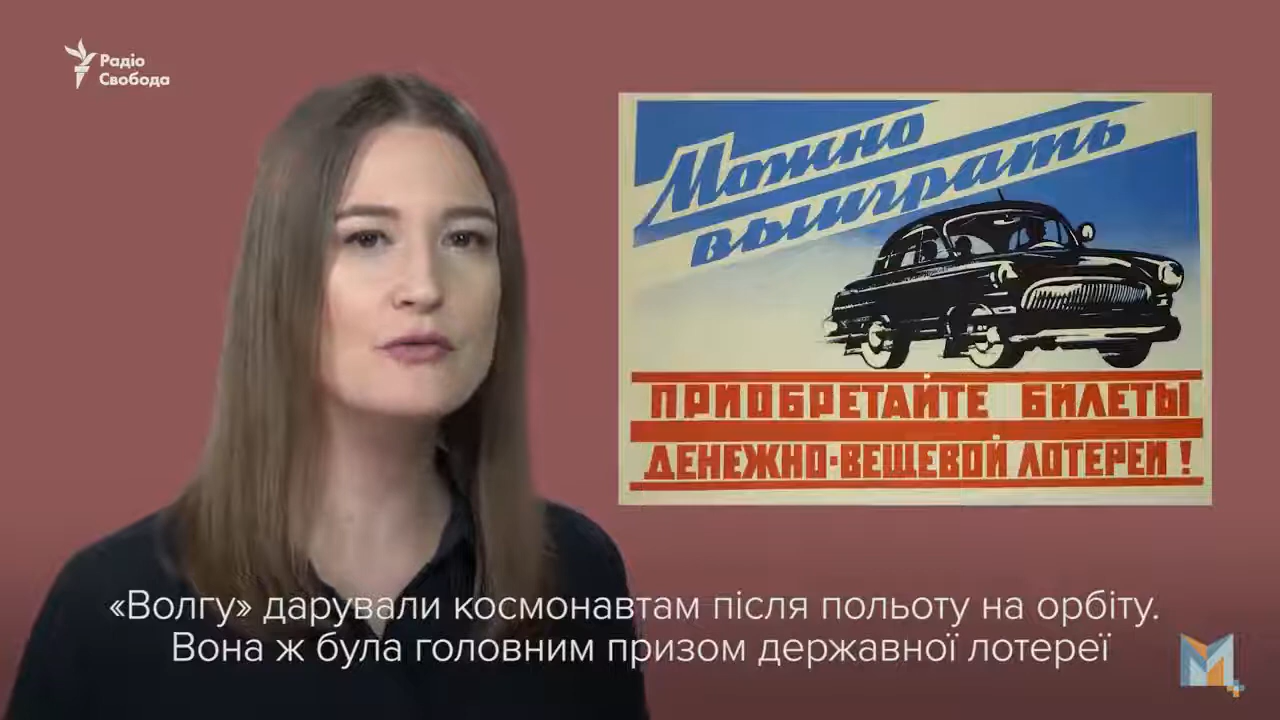 Радіо
Свобода
Можно
выиграть
ПРИОБРЕТАЙТЕ БИЛЕТЫ
ДЕНЕЖНО-ВЕЩЕВОЙ ЛОТЕРЕИ!
«Волгу» дарували космонавтам після польоту на орбіту.
Вона ж була головним призом державної лотереї